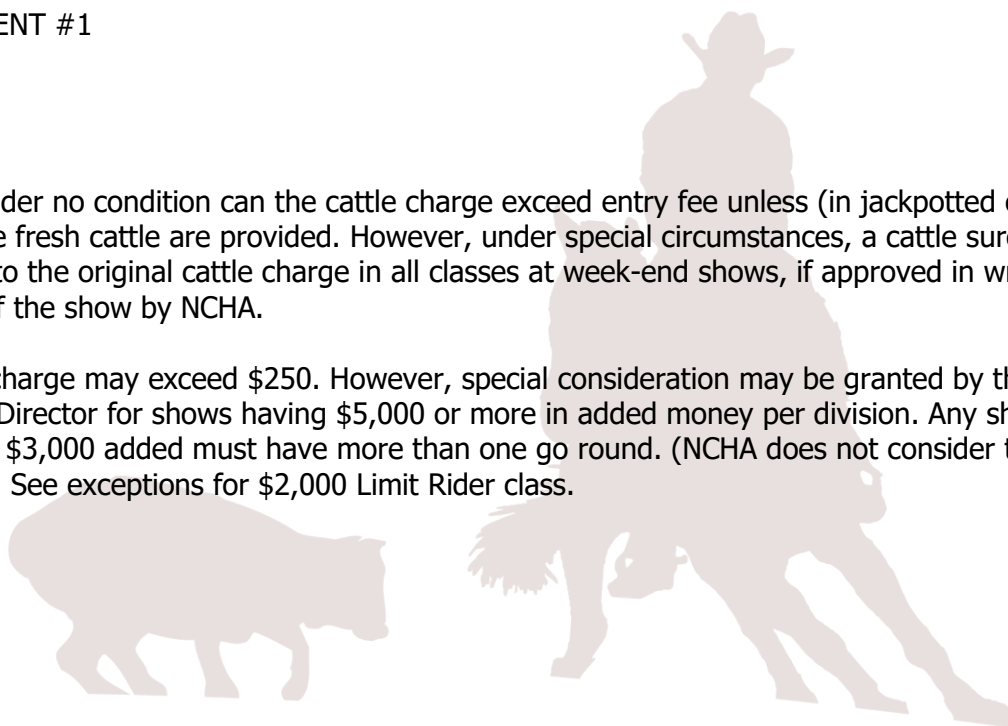 ENT #1
der no condition can the cattle charge exceed entry fee unless (in jackpotted
e fresh cattle are provided. However, under special circumstances, a cattle
to the original cattle charge in all classes at week-end shows, if approved in
f the show by NCHA.
charge may exceed $250. However, special consideration may be granted by
Director for shows having $5,000 or more in added money per division. Any
$3,000 added must have more than one go round. (NCHA does not consider
See exceptions for $2,000 Limit Rider class.